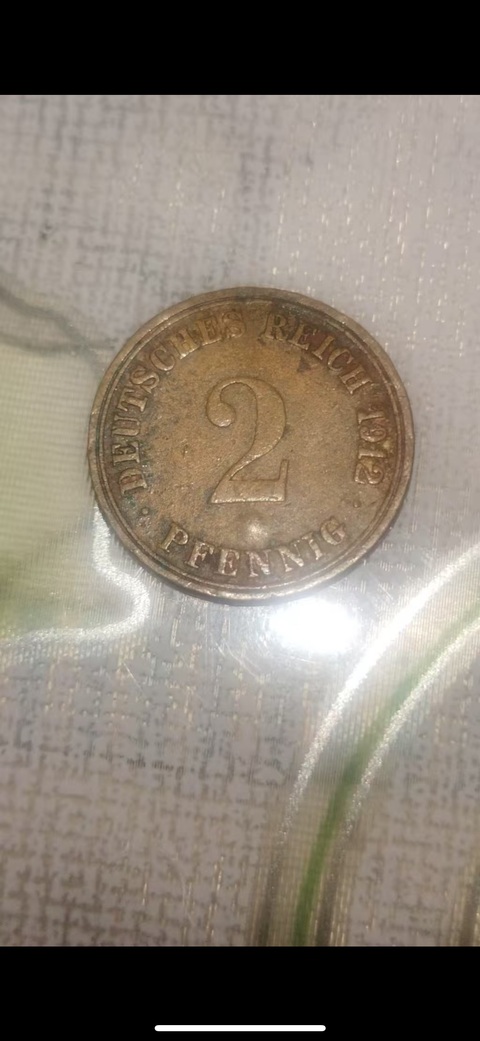 DEUTSCHES REICH 1912
2
PFENNIG